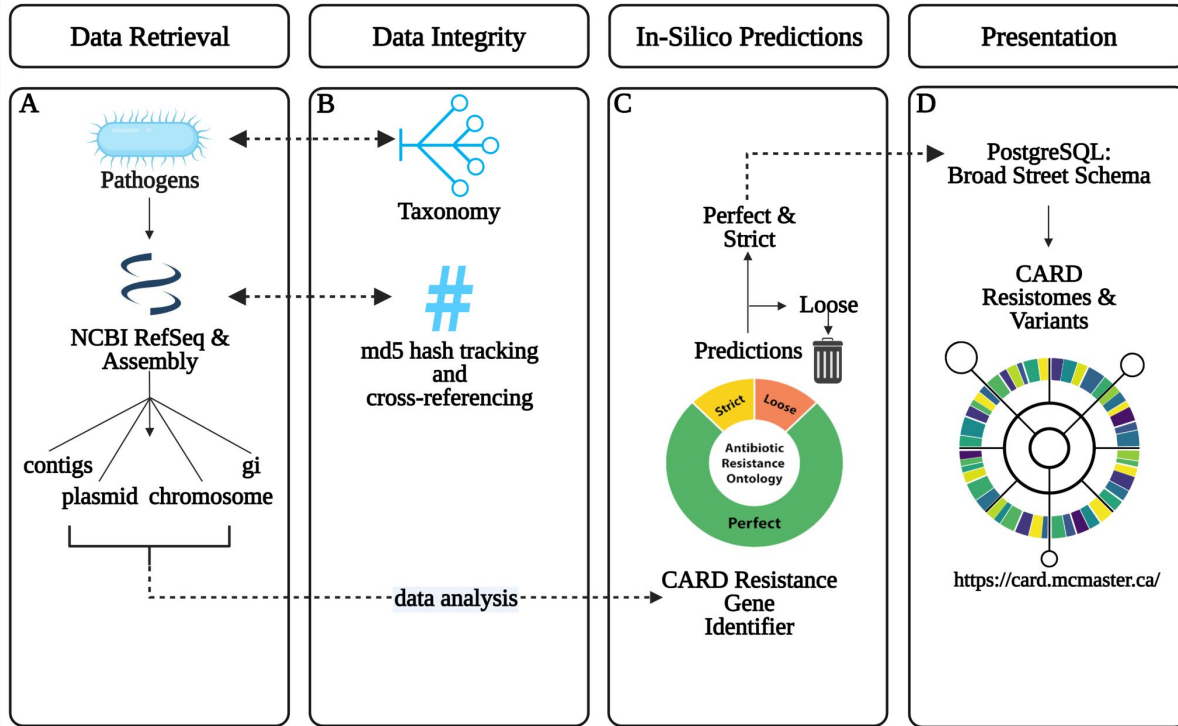 Data Retrieval
Data Integrity
In-Silico Predictions
Presentation
A
Pathogens
NCBI RefSeq &
Assembly
contigs
gi
plasmid
chromosome
B
Taxonomy
#
md5 hash tracking
and
cross-referencing
data analysis
C
Perfect &
Strict
Loose
Predictions
Strict
Loose
Antibiotic
Resistance
Ontology
Perfect
CARD Resistance
Gene
Identifier
D
PostgreSQL:
Broad Street Schema
CARD
Resistomes &
Variants
https://card.mcmaster.ca/